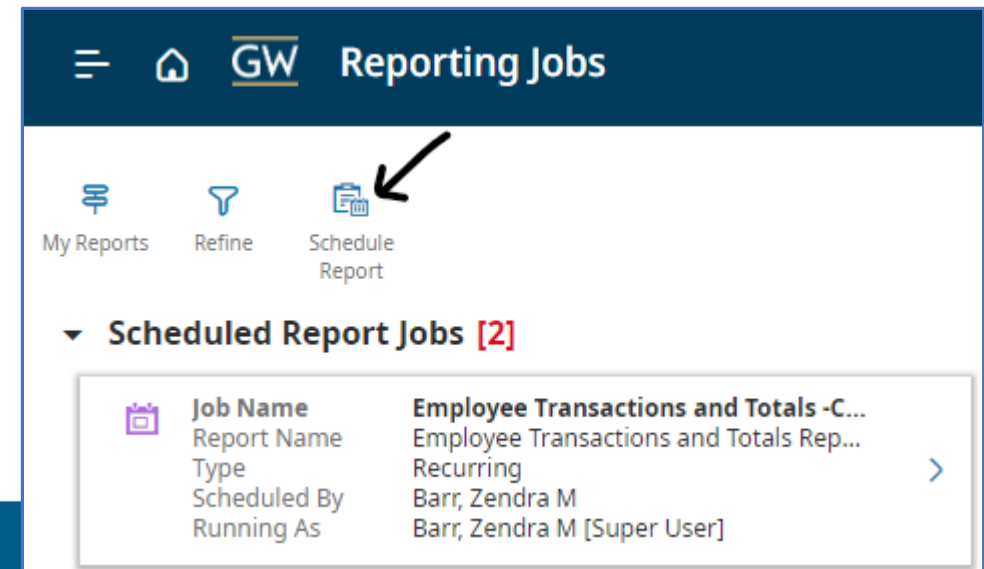 GW Reporting Jobs
My Reports Refine Schedule
Report
Scheduled Report Jobs [2]
Job Name Employee Transactions and Totals -C...
Report Name Employee Transactions and Totals Rep...
Type Recurring
Scheduled By Barr, Zendra M
Running As Barr, Zendra M [Super User]